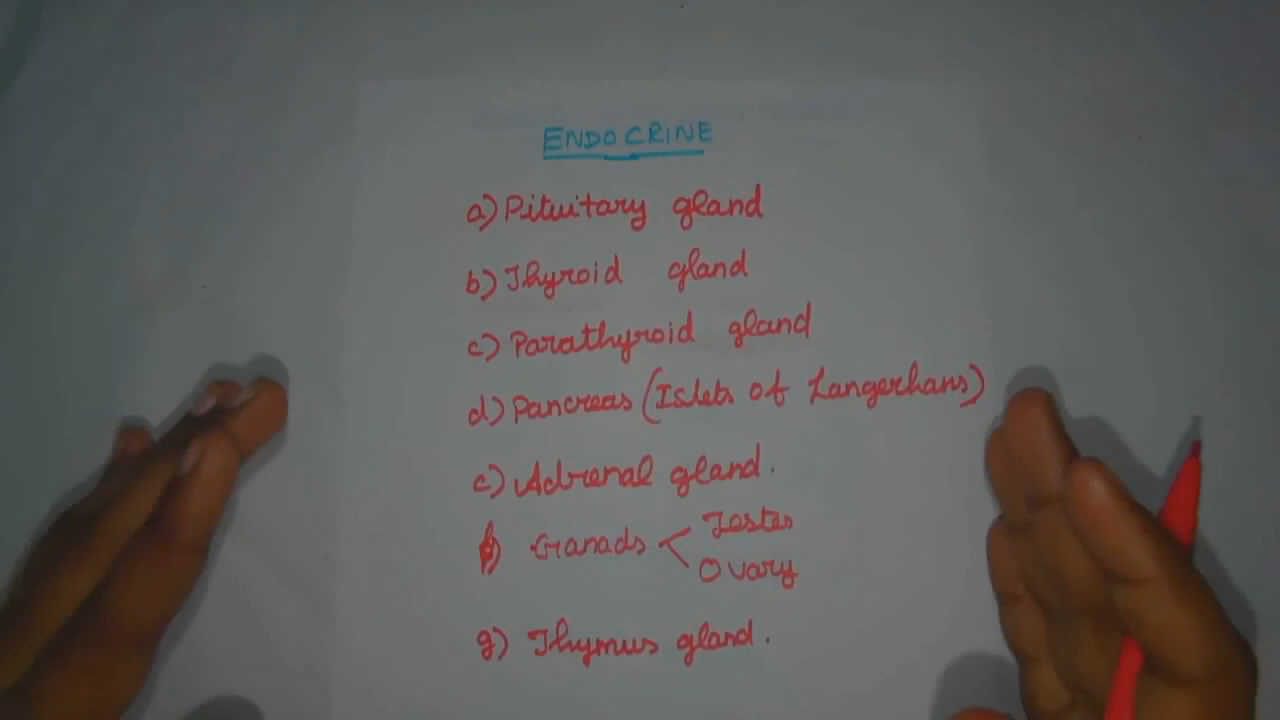 ENDOCRINE
a) Pituitary gland
b) Thyroid gland
c) Parathyroid gland
d) Pancreas (Islets of Langerhans)
e) Adrenal gland.
f) Gonads < Testes
Ovary
g) Thymus gland.